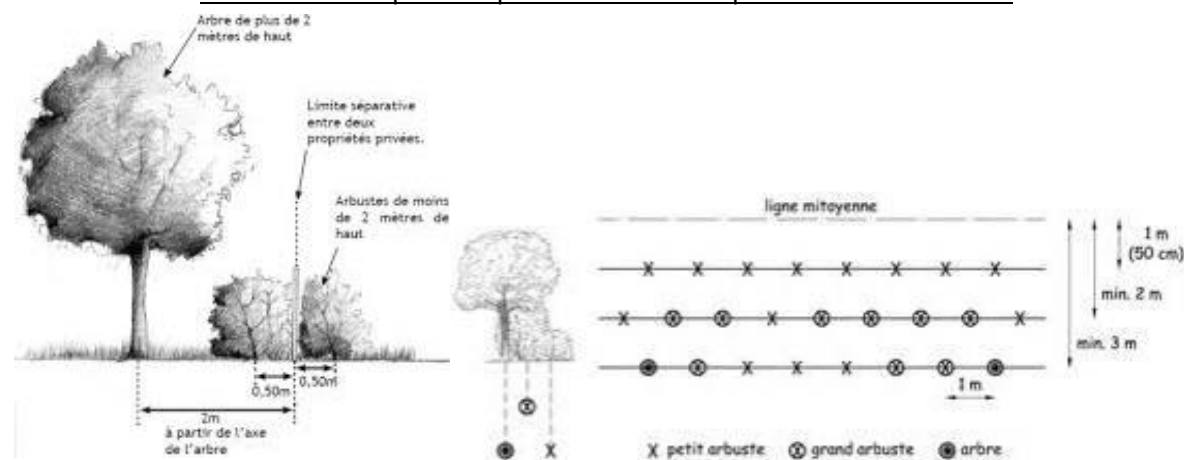 Arbre de plus de 2
mètres de haut
Limite séparative
entre deux
propriétés privées.
Arbustes de moins
de 2 mètres de
haut
0,50m
0,50m
2m
à partir de l'axe
de l'arbre
ligne mitoyenne
1 m
(50 cm)
min. 2 m
min. 3 m
1 m
petit arbuste
grand arbuste
arbre